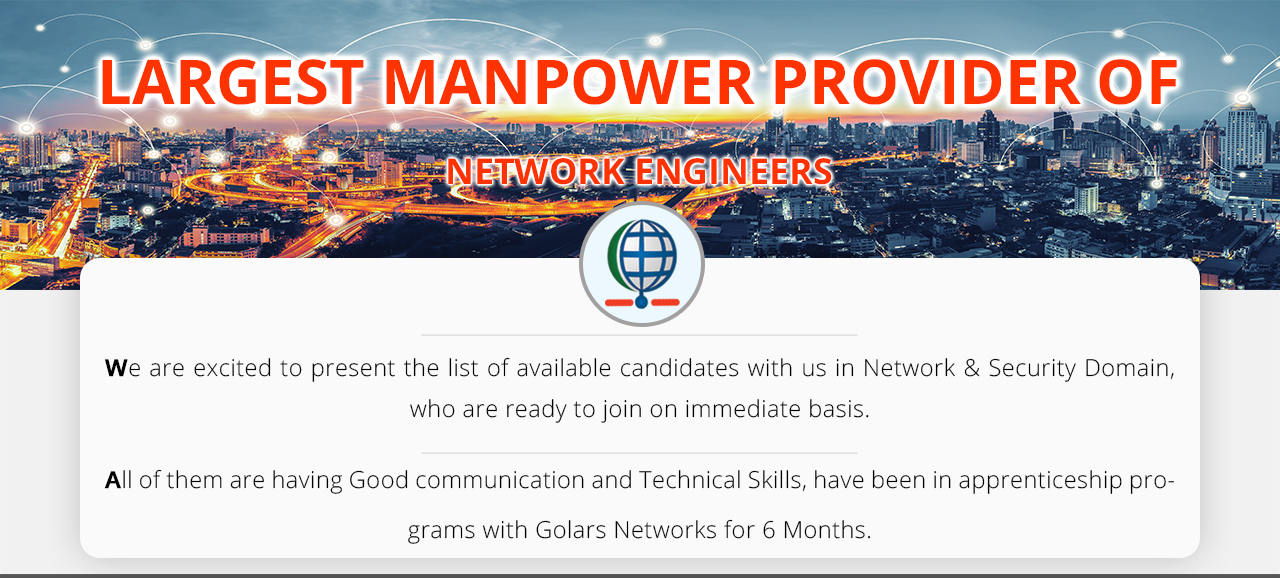 LARGEST MANPOWER PROVIDER OF
NETWORK ENGINEERS
We are excited to present the list of available candidates with us in Network & Security Domain,
who are ready to join on immediate basis.
All of them are having Good communication and Technical Skills, have been in apprenticeship pro-
grams with Golars Networks for 6 Months.